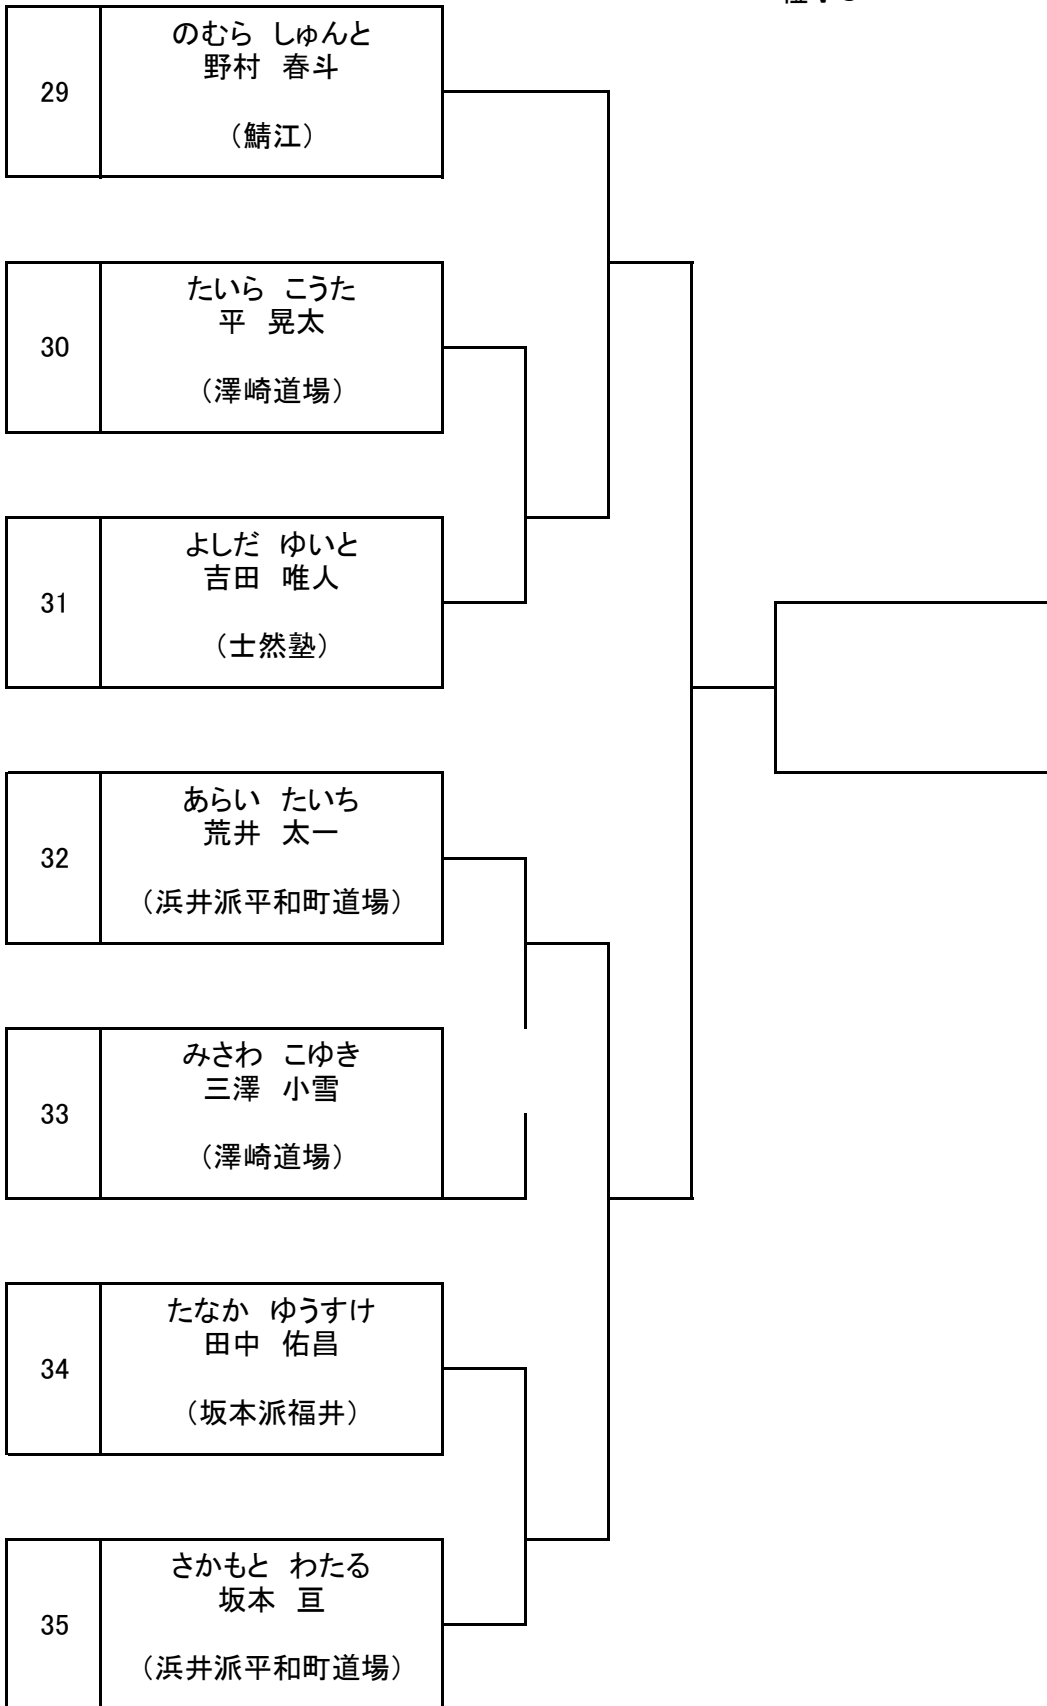 29
のむら しゅんと
野村 春斗
（鯖江）
30
たいら こうた
平 晃太
（澤崎道場）
31
よしだ ゆいと
吉田 唯人
（士然塾）
32
あらい たいち
荒井 太一
（浜井派平和町道場）
33
みさわ こゆき
三澤 小雪
（澤崎道場）
34
たなか ゆうすけ
田中 佑昌
（坂本派福井）
35
さかもと わたる
坂本 亘
（浜井派平和町道場）